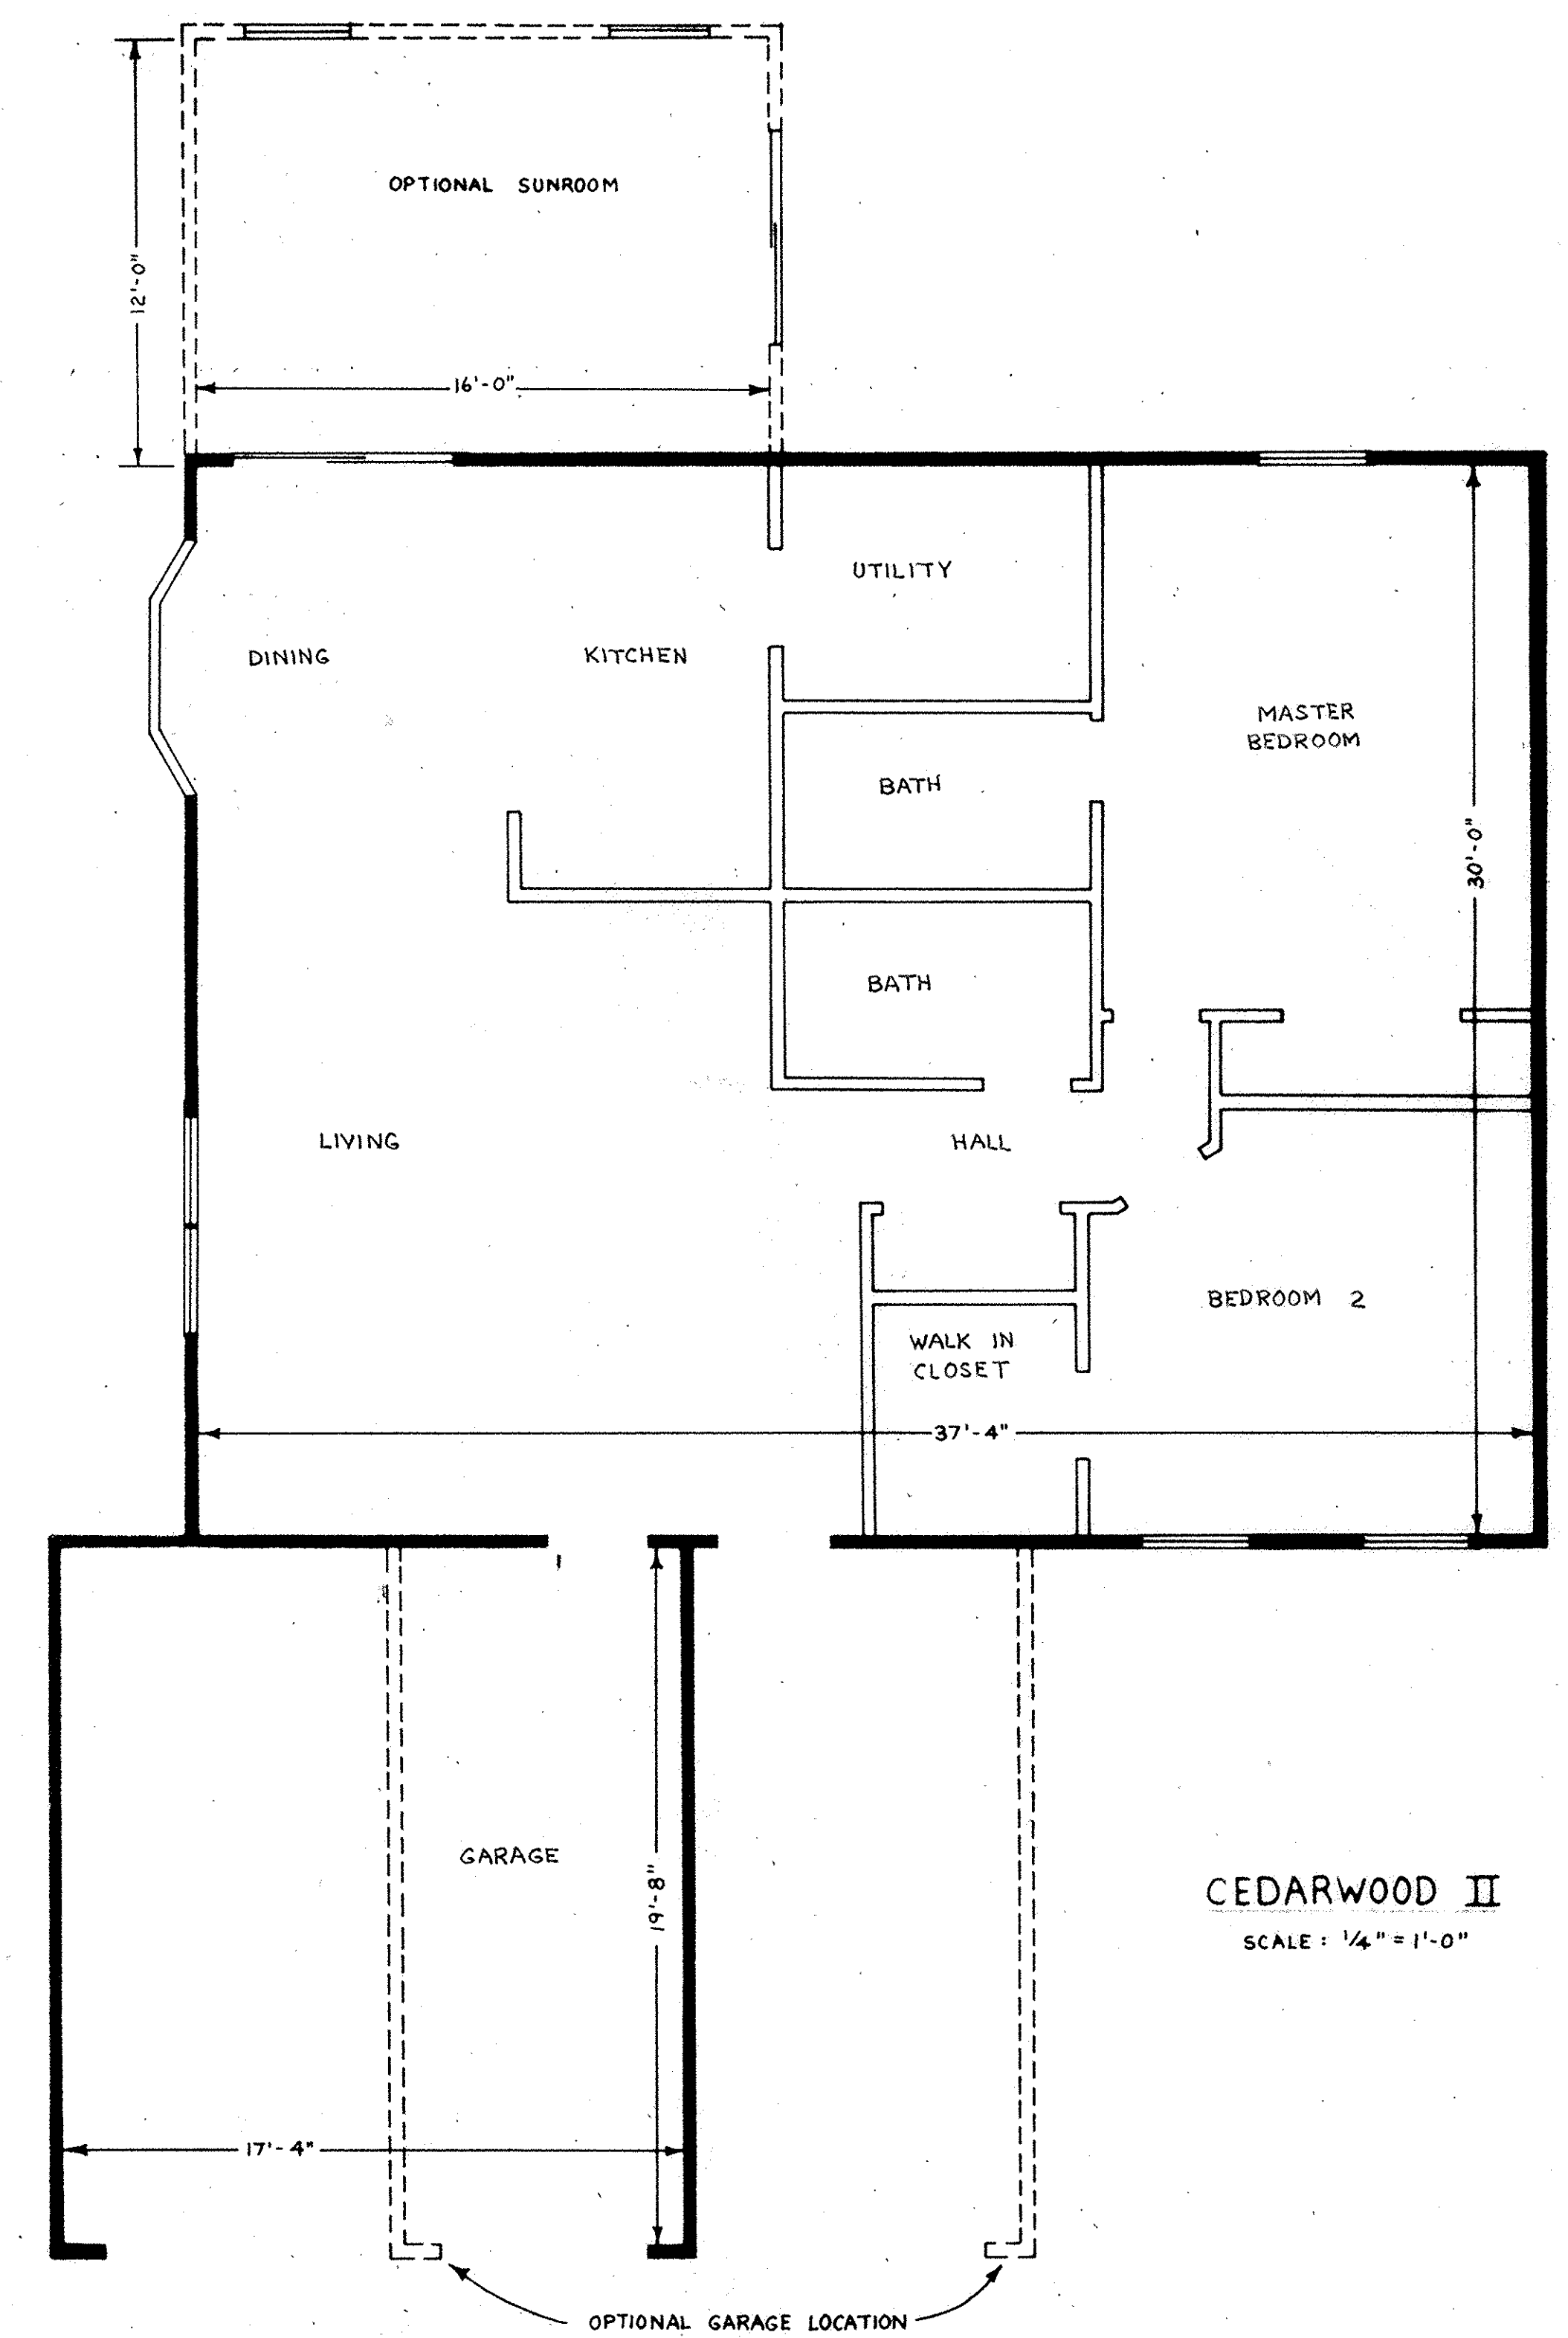 OPTIONAL SUNROOM
12'-0"
16'-0"
UTILITY
DINING
KITCHEN
MASTER
BEDROOM
BATH
30'-0"
BATH
LIVING
HALL
BEDROOM 2
WALK IN
CLOSET
37'-4"
GARAGE
19'-8"
CEDARWOOD II
SCALE: 1/4" = 1'-0"
17'-4"
OPTIONAL GARAGE LOCATION